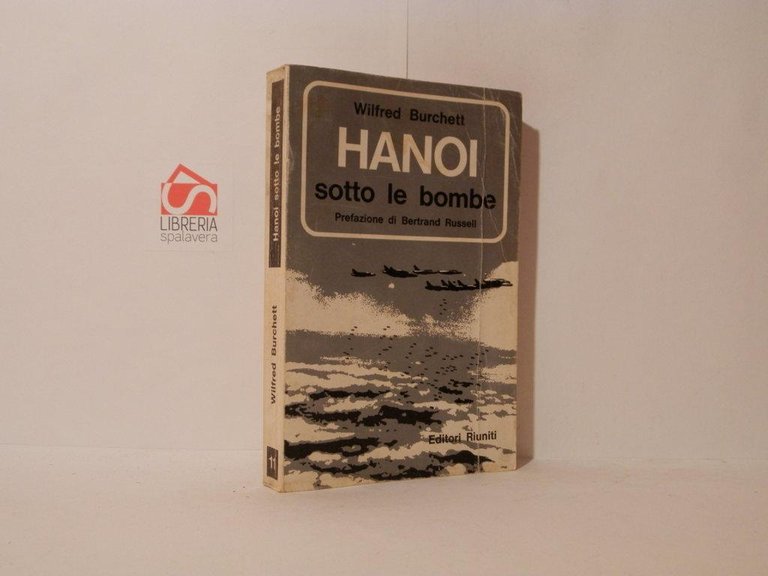 Wilfred Burchett
HANOI
sotto le bombe
Prefazione di Bertrand Russell
Editori Riuniti
Hanoi sotto le bombe
Wilfred Burchett
11
LIBRERIA
spalavera